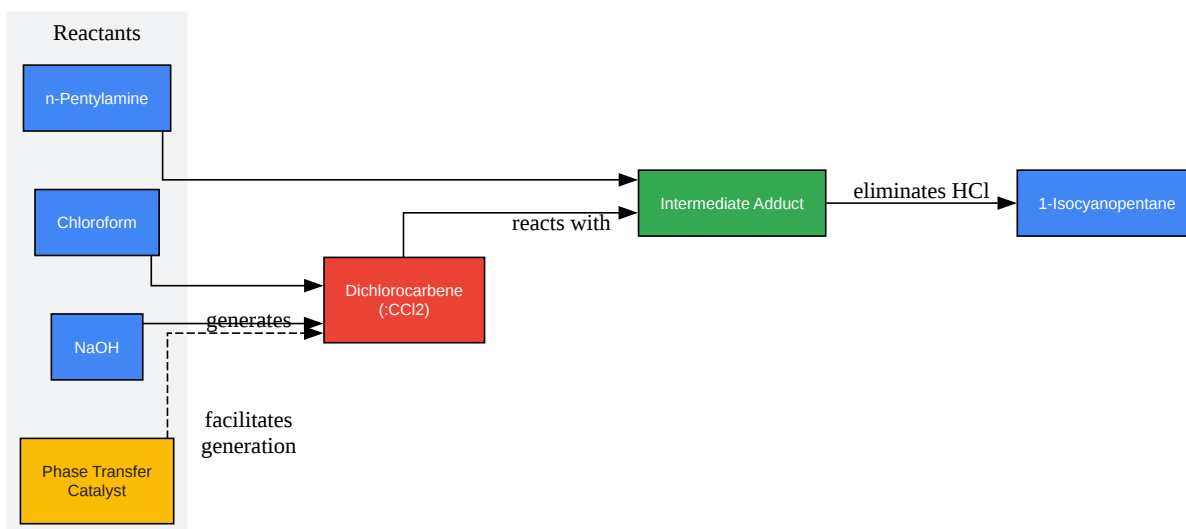 Reactants
n-Pentylamine
Chloroform
NaOH
Phase Transfer
Catalyst
generates
facilitates
generation
Dichlorocarbene
(:CCl2)
reacts with
Intermediate Adduct
eliminates HCl
1-Isocyanopentane